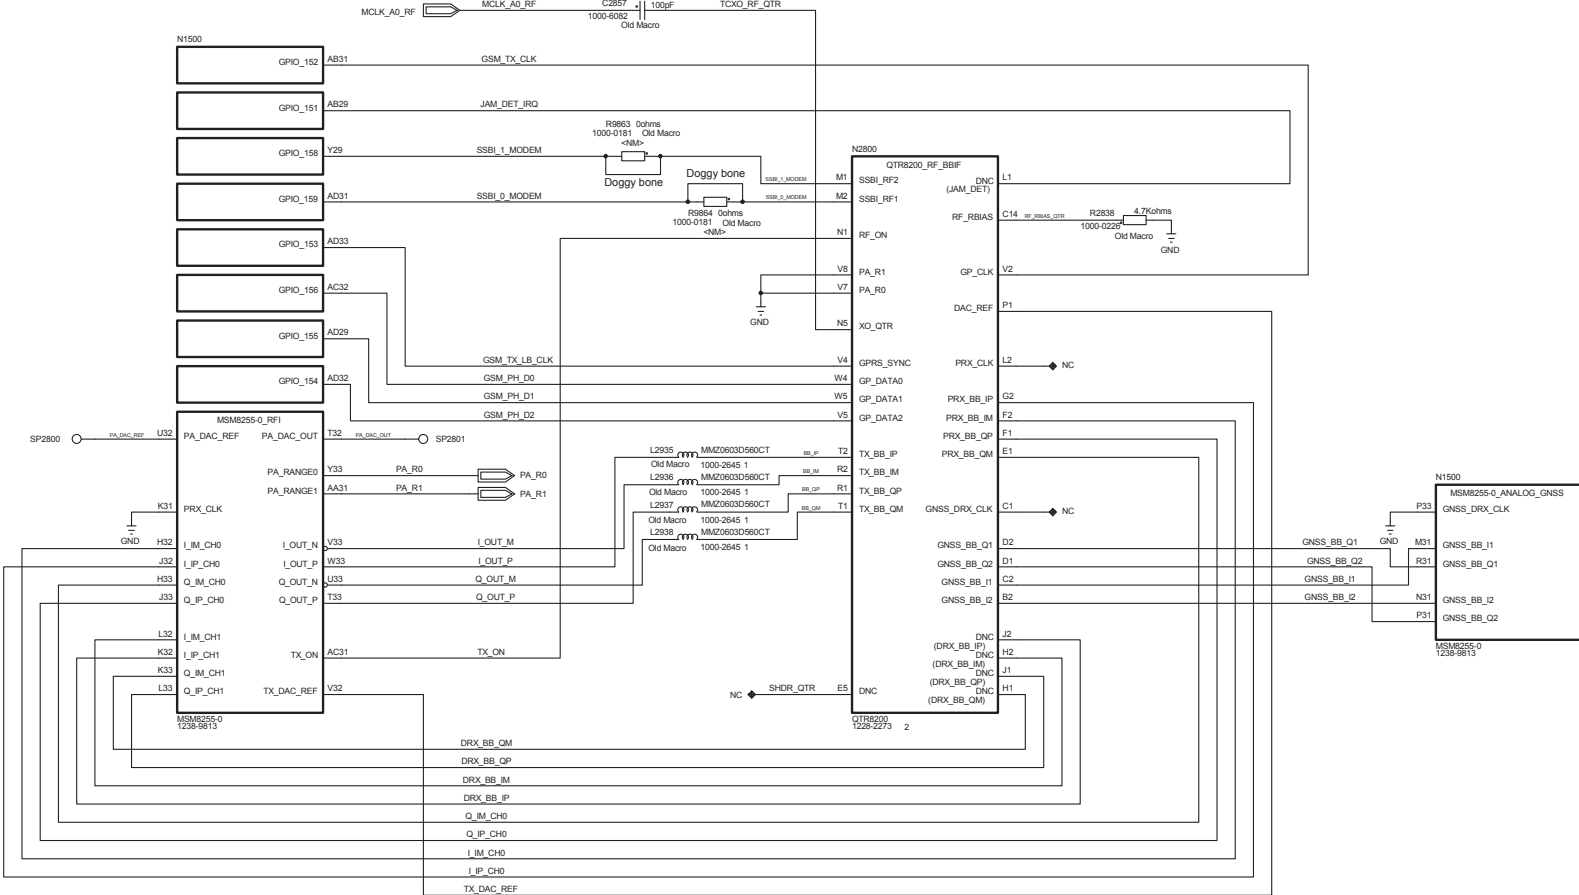 MCLK_A0_RF
MCLK_A0_RF
C2857
100pF
1000-6082
Old Macro
TCXO_RF_QTR
N1500
GPIO_152
AB31
GSM_TX_CLK
GPIO_151
AB29
JAM_DET_IRQ
R9863 0ohms
1000-0181 Old Macro
<NM>
GPIO_158
Y29
SSBI_1_MODEM
Doggy bone
Doggy bone
GPIO_159
AD31
SSBI_0_MODEM
R9864 0ohms
1000-0181 Old Macro
<NM>
GPIO_153
AD33
GPIO_156
AC32
GPIO_155
AD29
GPIO_154
AD32
GSM_TX_LB_CLK
GSM_PH_D0
GSM_PH_D1
GSM_PH_D2
GND
N2800
QTR8200_RF_BBIF
SSBI_1_MODEM
M1
SSBI_RF2
SSBI_0_MODEM
M2
SSBI_RF1
N1
RF_ON
V8
PA_R1
V7
PA_R0
N5
XO_QTR
V4
GPRS_SYNC
W4
GP_DATA0
W5
GP_DATA1
V5
GP_DATA2
BB_IP
T2
TX_BB_IP
BB_IM
R2
TX_BB_IM
BB_QP
R1
TX_BB_QP
BB_QM
T1
TX_BB_QM
NC
SHDR_QTR
E5
DNC
DNC
(JAM_DET)
L1
RF_RBIAS
C14
RF_RBIAS_QTR
R2838
4.7Kohms
1000-0226
Old Macro
GND
GP_CLK
V2
DAC_REF
P1
PRX_CLK
L2
NC
PRX_BB_IP
G2
PRX_BB_IM
F2
PRX_BB_QP
F1
PRX_BB_QM
E1
GNSS_DRX_CLK
C1
NC
GNSS_BB_Q1
D2
GNSS_BB_Q2
D1
GNSS_BB_I1
C2
GNSS_BB_I2
B2
DNC
(DRX_BB_IP)
J2
DNC
(DRX_BB_IM)
H2
DNC
(DRX_BB_QP)
J1
DNC
(DRX_BB_QM)
H1
QTR8200
1228-2273 2
MSM8255-0_RFI
SP2800
PA_DAC_REF
U32
PA_DAC_REF
PA_DAC_OUT
T32
PA_DAC_OUT
SP2801
PA_RANGE0
Y33
PA_R0
PA_R0
PA_RANGE1
AA31
PA_R1
PA_R1
K31
PRX_CLK
GND
H32
I_IM_CH0
I_OUT_N
V33
I_OUT_M
J32
I_IP_CH0
I_OUT_P
W33
I_OUT_P
H33
Q_IM_CH0
Q_OUT_N
U33
Q_OUT_M
J33
Q_IP_CH0
Q_OUT_P
T33
Q_OUT_P
L32
I_IM_CH1
K32
I_IP_CH1
TX_ON
AC31
TX_ON
K33
Q_IM_CH1
L33
Q_IP_CH1
TX_DAC_REF
V32
MSM8255-0
1238-9813
L2935
MMZ0603D560CT
Old Macro
1000-2645 1
L2936
MMZ0603D560CT
Old Macro
1000-2645 1
L2937
MMZ0603D560CT
Old Macro
1000-2645 1
L2938
MMZ0603D560CT
Old Macro
1000-2645 1
N1500
MSM8255-0_ANALOG_GNSS
P33
GNSS_DRX_CLK
GND
GNSS_BB_Q1
M31
GNSS_BB_I1
GNSS_BB_Q2
R31
GNSS_BB_Q1
GNSS_BB_I1
GNSS_BB_I2
N31
GNSS_BB_I2
P31
GNSS_BB_Q2
MSM8255-0
1238-9813
DRX_BB_QM
DRX_BB_QP
DRX_BB_IM
DRX_BB_IP
Q_IM_CH0
Q_IP_CH0
I_IM_CH0
I_IP_CH0
TX_DAC_REF